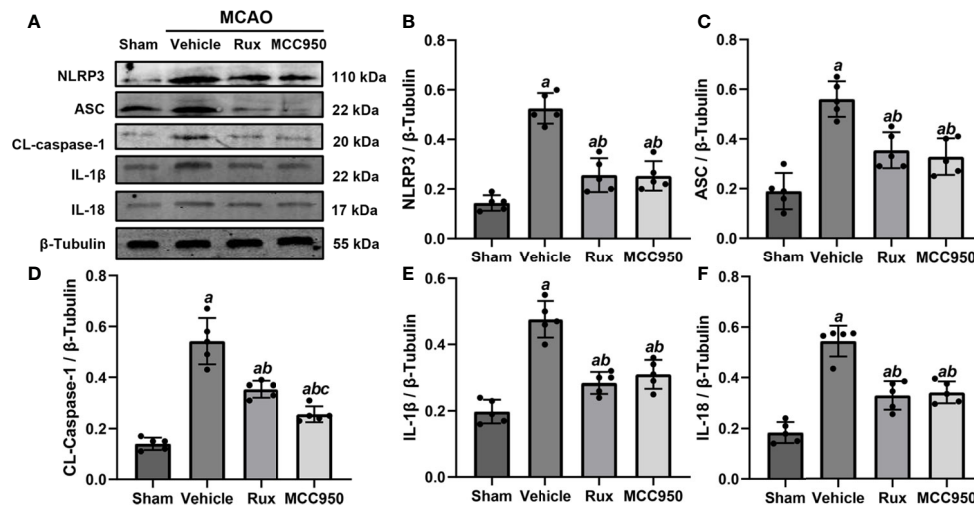 A
MCAO
Sham Vehicle Rux MCC950
NLRP3 110 kDa
ASC 22 kDa
CL-caspase-1 20 kDa
IL-1β 22 kDa
IL-18 17 kDa
β-Tubulin 55 kDa
B
NLRP3 / β-Tubulin
0.8
0.6
0.4
0.2
0.0
a
ab
ab
Sham Vehicle Rux MCC950
C
ASC / β-Tubulin
0.8
0.6
0.4
0.2
0.0
a
ab
ab
Sham Vehicle Rux MCC950
D
CL-Caspase-1 / β-Tubulin
0.8
0.6
0.4
0.2
0.0
a
ab
abc
Sham Vehicle Rux MCC950
E
IL-1β / β-Tubulin
0.6
0.4
0.2
0.0
a
ab
ab
Sham Vehicle Rux MCC950
F
IL-18 / β-Tubulin
0.8
0.6
0.4
0.2
0.0
a
ab
ab
Sham Vehicle Rux MCC950